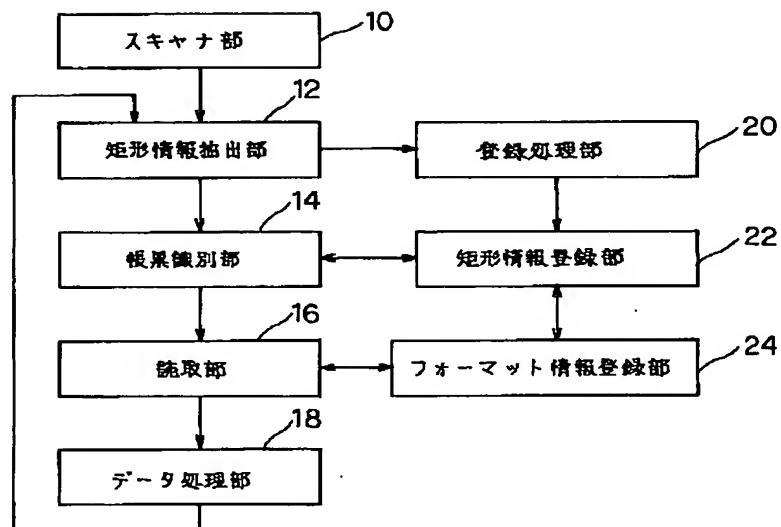 スキャナ部
10
12
矩形情報抽出部
登録処理部
20
14
帳票識別部
矩形情報登録部
22
16
読取部
フォーマット情報登録部
24
18
データ処理部